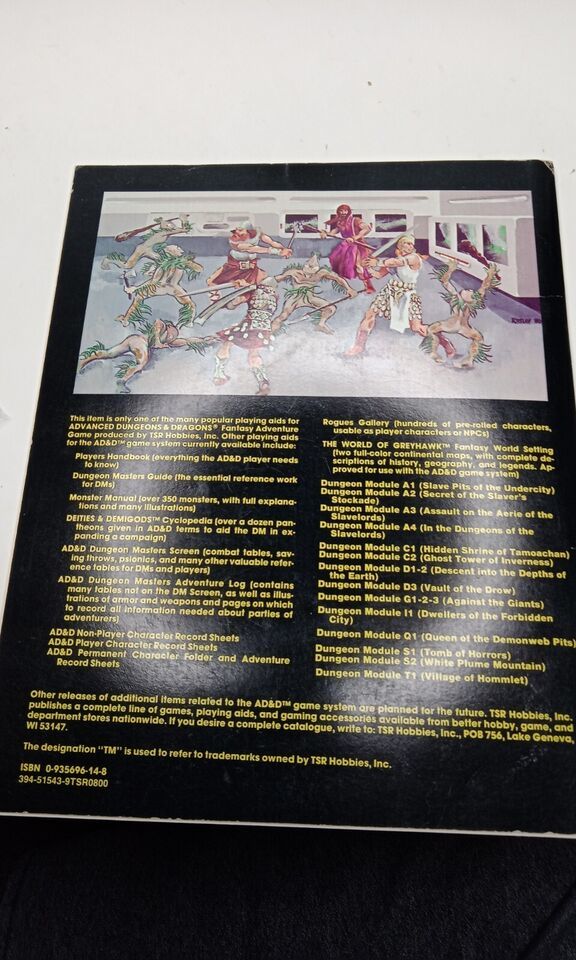 This item is only one of the many popular playing aids for
ADVANCED DUNGEONS & DRAGONS® Fantasy Adventure
Game produced by TSR Hobbies, Inc. Other playing aids
for the AD&D™ game system currently available include:
Players Handbook (everything the AD&D player needs
to know)
Dungeon Masters Guide (the essential reference work
for DMs)
Monster Manual (over 350 monsters, with full explana-
tions and many illustrations)
DEITIES & DEMIGODS™ Cyclopedia (over a dozen pan-
theons given in AD&D terms to aid the DM in ex-
panding a campaign)
AD&D Dungeon Masters Screen (combat tables, sav-
ing throws, psionics, and many other valuable refer-
ence tables for DMs and players)
AD&D Dungeon Masters Adventure Log (contains
many tables not on the DM Screen, as well as illus-
trations of armor and weapons and pages on which
to record all information needed about parties of
adventurers)
AD&D Non-Player Character Record Sheets
AD&D Player Character Record Sheets
AD&D Permanent Character Folder and Adventure
Record Sheets
Rogues Gallery (hundreds of pre-rolled characters,
usable as player characters or NPCs)
THE WORLD OF GREYHAWK™ Fantasy World Setting
(two full-color continental maps, with complete de-
scriptions of history, geography, and legends. Ap-
proved for use with the AD&D game system)
Dungeon Module A1 (Slave Pits of the Undercity)
Dungeon Module A2 (Secret of the Slaver's
Stockade)
Dungeon Module A3 (Assault on the Aerie of the
Slavelords)
Dungeon Module A4 (In the Dungeons of the
Slavelords)
Dungeon Module C1 (Hidden Shrine of Tamoachan)
Dungeon Module C2 (Ghost Tower of Inverness)
Dungeon Module D1-2 (Descent into the Depths of
the Earth)
Dungeon Module D3 (Vault of the Drow)
Dungeon Module G1-2-3 (Against the Giants)
Dungeon Module I1 (Dwellers of the Forbidden
City)
Dungeon Module Q1 (Queen of the Demonweb Pits)
Dungeon Module S1 (Tomb of Horrors)
Dungeon Module S2 (White Plume Mountain)
Dungeon Module T1 (Village of Hommlet)
Other releases of additional items related to the AD&D™ game system are planned for the future. TSR Hobbies, Inc.
publishes a complete line of games, playing aids, and gaming accessories available from better hobby, game, and
department stores nationwide. If you desire a complete catalogue, write to: TSR Hobbies, Inc., POB 756, Lake Geneva,
WI 53147.
The designation "TM" is used to refer to trademarks owned by TSR Hobbies, Inc.
ISBN 0-935696-14-8
394-51543-9TSR0800